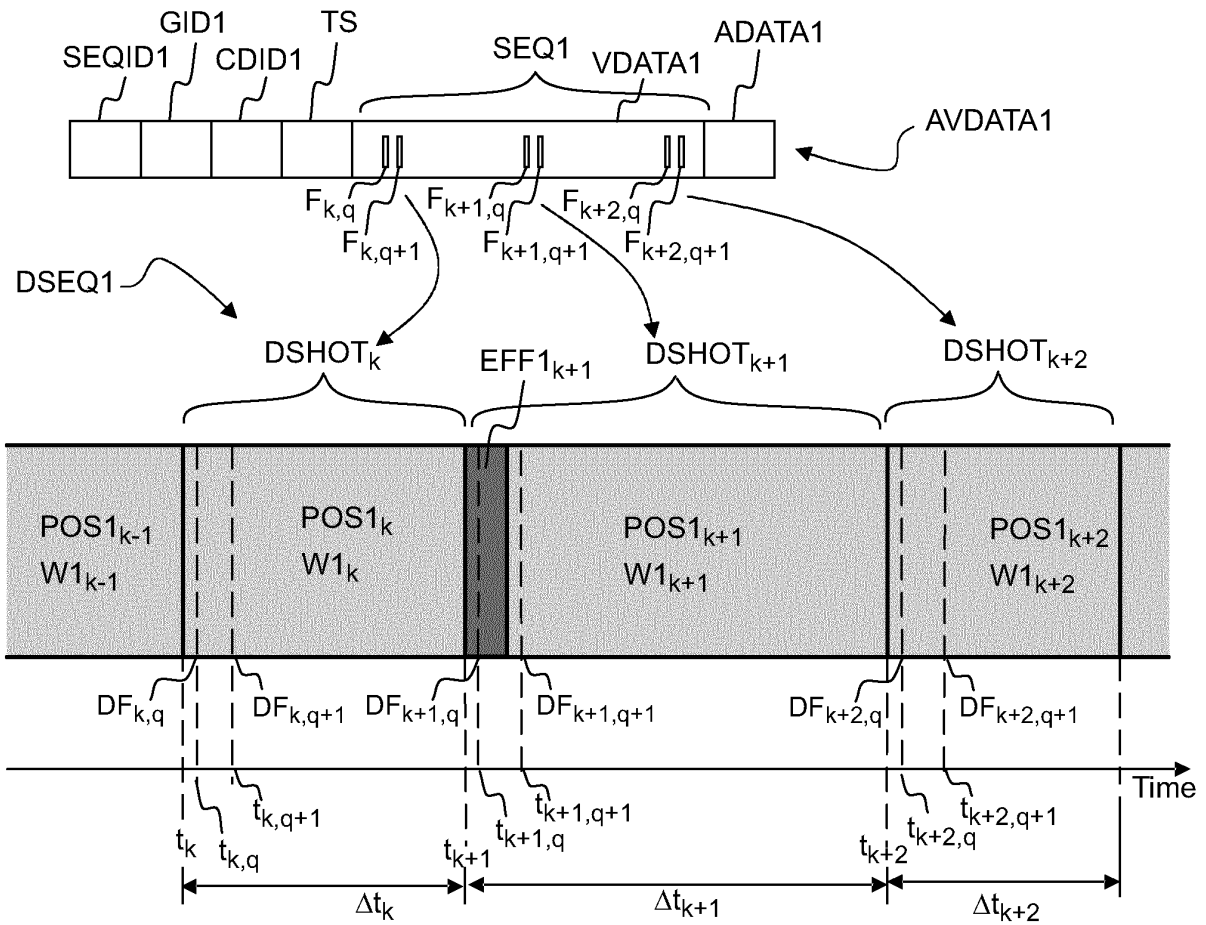 GID1
TS
ADATA1
SEQID1
CDID1
SEQ1
VDATA1
AVDATA1
Fk,q
Fk+1,q
Fk+2,q
Fk,q+1
Fk+1,q+1
Fk+2,q+1
DSEQ1
DSHOTk
EFF1k+1
DSHOTk+1
DSHOTk+2
POS1k-1
W1k-1
POS1k
W1k
POS1k+1
W1k+1
POS1k+2
W1k+2
DFk,q
DFk,q+1
DFk+1,q
DFk+1,q+1
DFk+2,q
DFk+2,q+1
Time
tk
tk,q
tk,q+1
tk+1
tk+1,q
tk+1,q+1
tk+2
tk+2,q
tk+2,q+1
Δtk
Δtk+1
Δtk+2